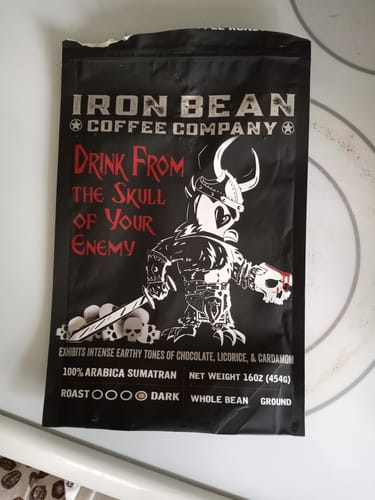 IRON BEAN
COFFEE COMPANY
DRINK FROM
THE SKULL
OF YOUR
ENEMY
EXHIBITS INTENSE EARTHY TONES OF CHOCOLATE, LICORICE, & CARDAMOM
100% ARABICA SUMATRAN NET WEIGHT 16OZ (454G)
ROAST DARK WHOLE BEAN GROUND